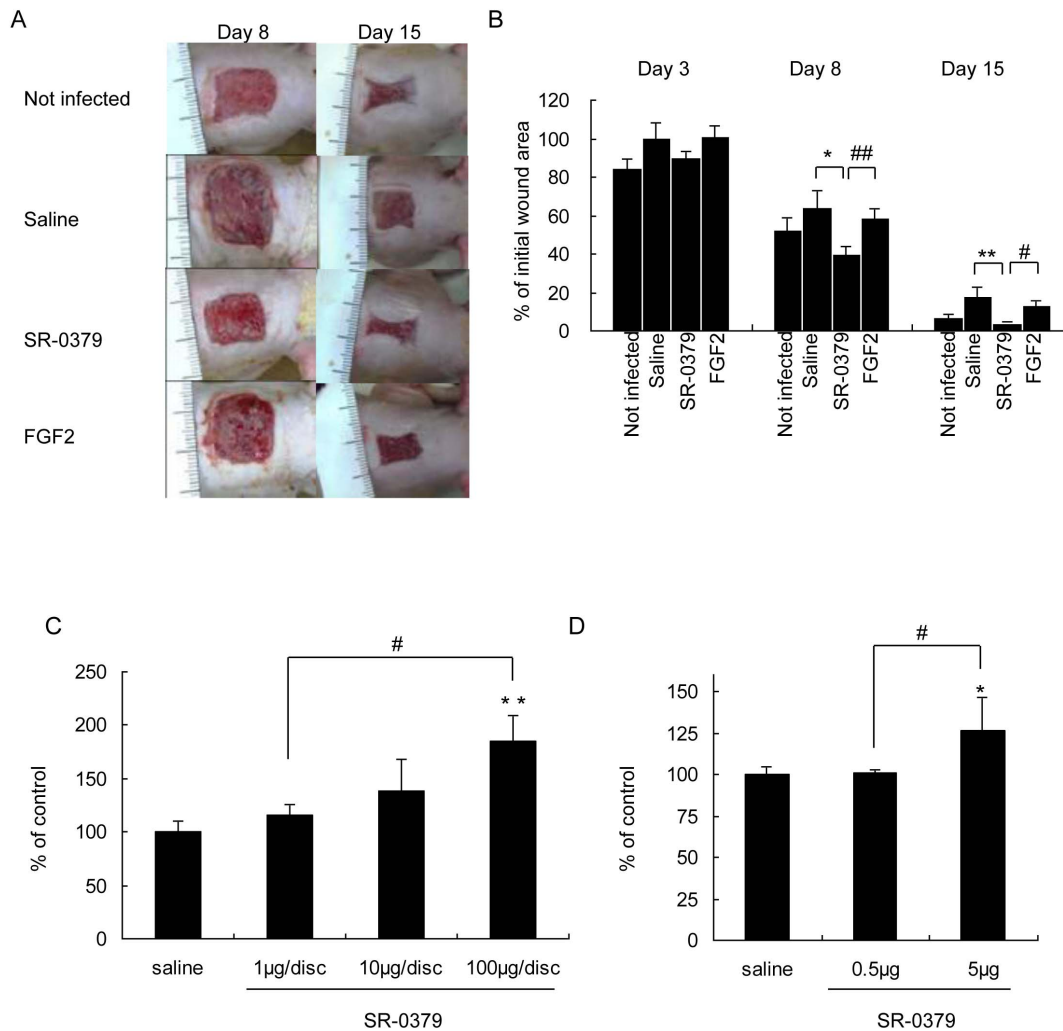 A
Day 8
Day 15
Not infected
Saline
SR-0379
FGF2
B
Day 3
Day 8
Day 15
% of initial wound area
120
100
80
60
40
20
0
*
##
**
#
Not infected
Saline
SR-0379
FGF2
Not infected
Saline
SR-0379
FGF2
Not infected
Saline
SR-0379
FGF2
C
#
* *
% of control
250
200
150
100
50
0
saline
1µg/disc
10µg/disc
100µg/disc
SR-0379
D
#
*
% of control
150
125
100
75
50
25
0
saline
0.5µg
5µg
SR-0379